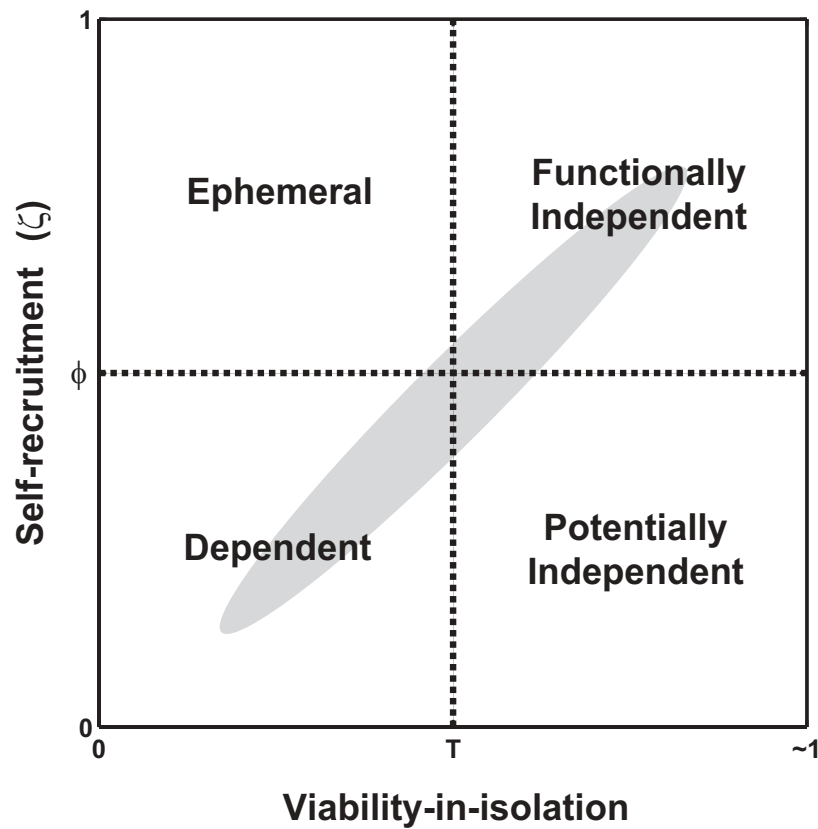 1
Ephemeral
Functionally
Independent
Self-recruitment (ζ)
ϕ
Dependent
Potentially
Independent
0
0
T
~1
Viability-in-isolation